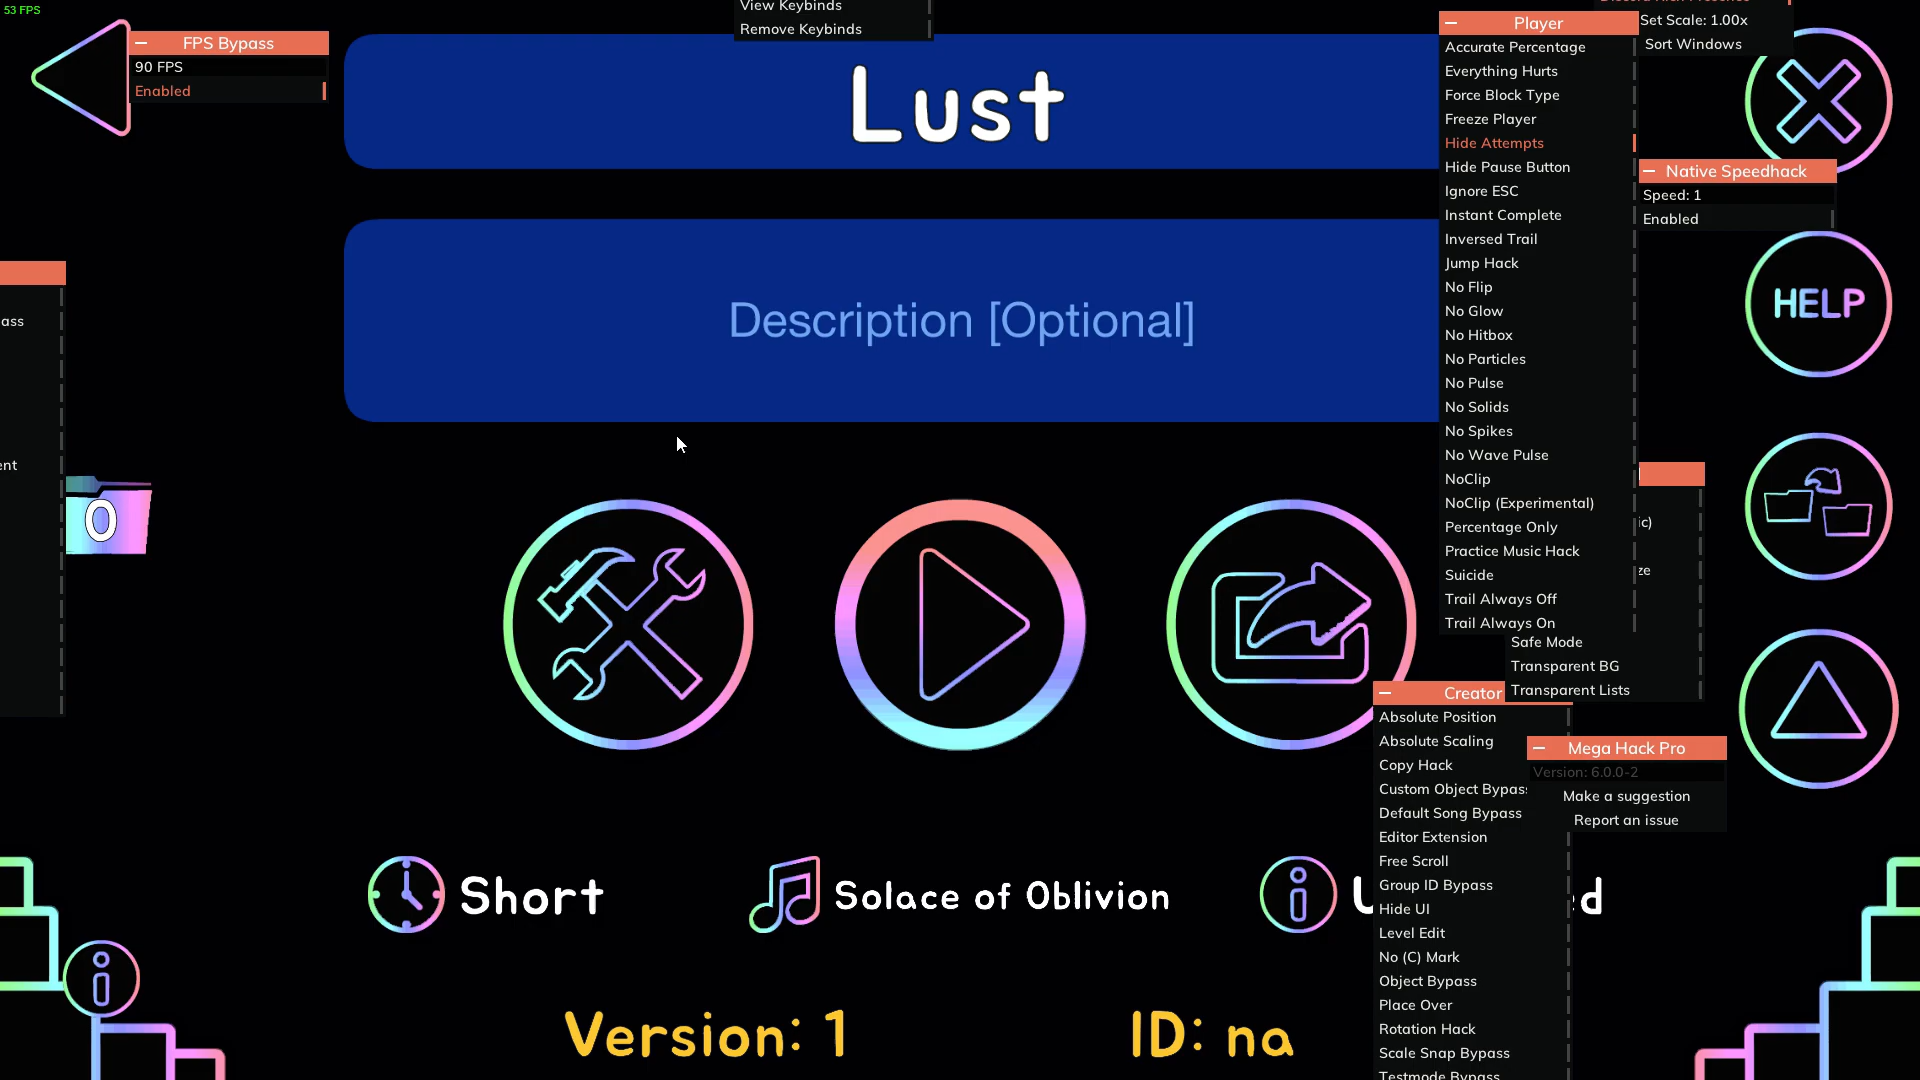 53 FPS
FPS Bypass
90 FPS
Enabled
View Keybinds
Remove Keybinds
Lust
Description [Optional]
Player
Accurate Percentage
Everything Hurts
Force Block Type
Freeze Player
Hide Attempts
Hide Pause Button
Ignore ESC
Instant Complete
Inversed Trail
Jump Hack
No Flip
No Glow
No Hitbox
No Particles
No Pulse
No Solids
No Spikes
No Wave Pulse
NoClip
NoClip (Experimental)
Percentage Only
Practice Music Hack
Suicide
Trail Always Off
Trail Always On
Set Scale: 1.00x
Sort Windows
Native Speedhack
Speed: 1
Enabled
HELP
ass
ent
0
ic)
ze
Safe Mode
Transparent BG
Transparent Lists
Creator
Absolute Position
Absolute Scaling
Copy Hack
Custom Object Bypas
Default Song Bypass
Editor Extension
Free Scroll
Group ID Bypass
Hide UI
Level Edit
No (C) Mark
Object Bypass
Place Over
Rotation Hack
Scale Snap Bypass
Testmode Bypass
Mega Hack Pro
Version: 6.0.0-2
Make a suggestion
Report an issue
Short
Solace of Oblivion
d
Version: 1
ID: na